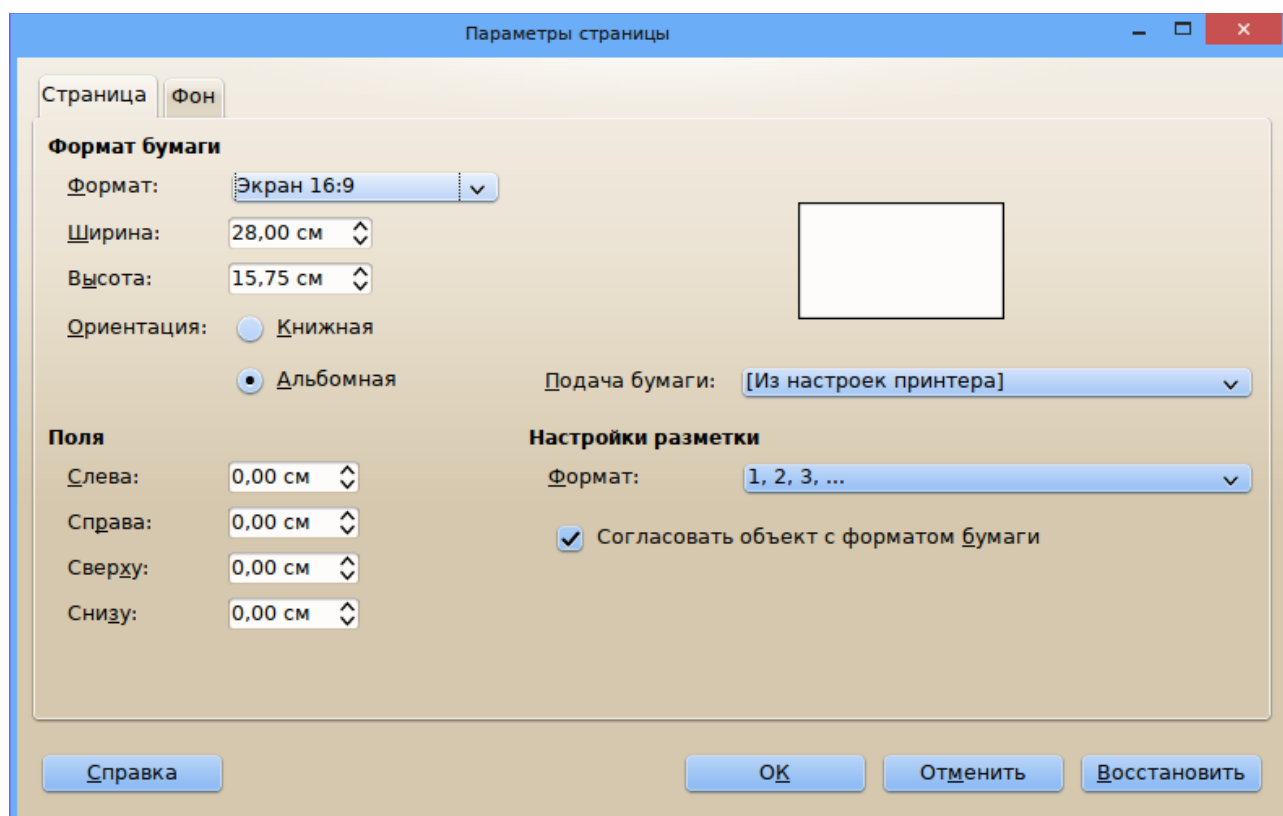 Параметры страницы
Страница Фон
Формат бумаги
Формат: Экран 16:9
Ширина: 28,00 см
Высота: 15,75 см
Ориентация: Книжная
Альбомная Подача бумаги: [Из настроек принтера]
Поля Настройки разметки
Слева: 0,00 см Формат: 1, 2, 3, ...
Справа: 0,00 см Согласовать объект с форматом бумаги
Сверху: 0,00 см
Снизу: 0,00 см
Справка ОК Отменить Восстановить